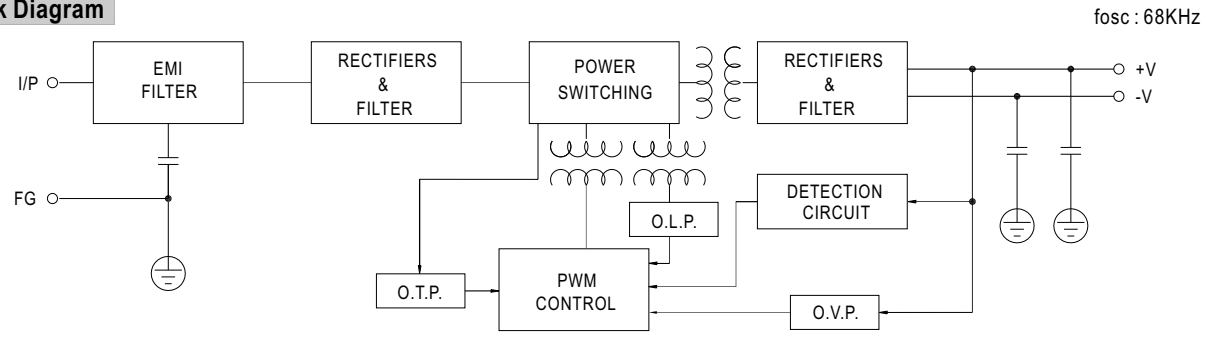 Diagram
fosc : 68KHz
I/P
EMI
FILTER
RECTIFIERS
&
FILTER
POWER
SWITCHING
RECTIFIERS
&
FILTER
+V
-V
FG
DETECTION
CIRCUIT
O.L.P.
O.T.P.
PWM
CONTROL
O.V.P.